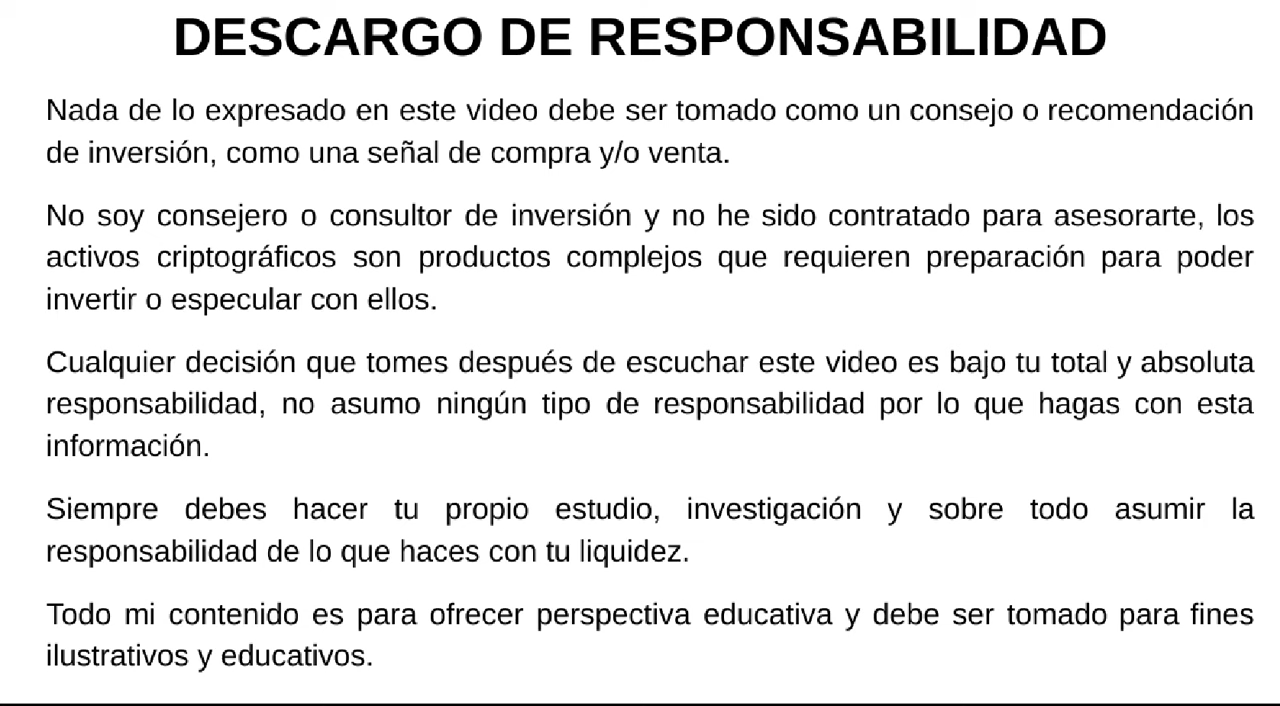 DESCARGO DE RESPONSABILIDAD
Nada de lo expresado en este video debe ser tomado como un consejo o recomendación
de inversión, como una señal de compra y/o venta.
No soy consejero o consultor de inversión y no he sido contratado para asesorarte, los
activos criptográficos son productos complejos que requieren preparación para poder
invertir o especular con ellos.
Cualquier decisión que tomes después de escuchar este video es bajo tu total y absoluta
responsabilidad, no asumo ningún tipo de responsabilidad por lo que hagas con esta
información.
Siempre debes hacer tu propio estudio, investigación y sobre todo asumir la
responsabilidad de lo que haces con tu liquidez.
Todo mi contenido es para ofrecer perspectiva educativa y debe ser tomado para fines
ilustrativos y educativos.